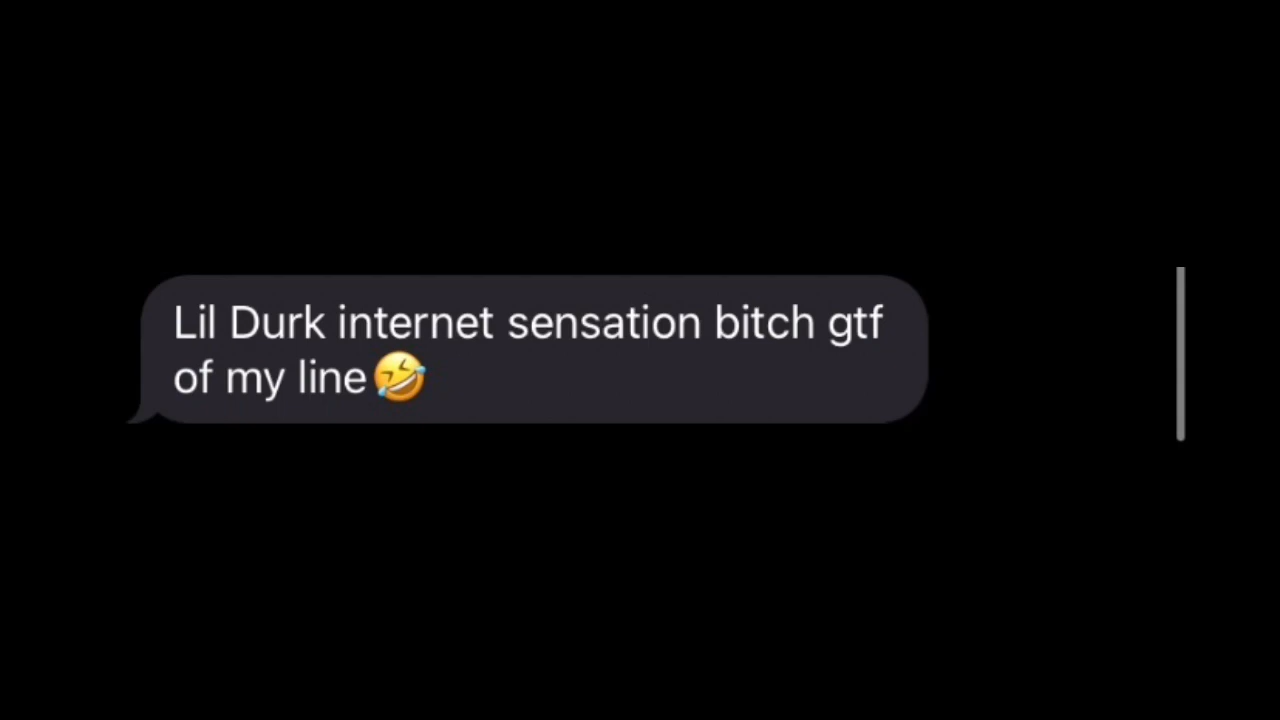 Lil Durk internet sensation bitch gtf
of my line🤣